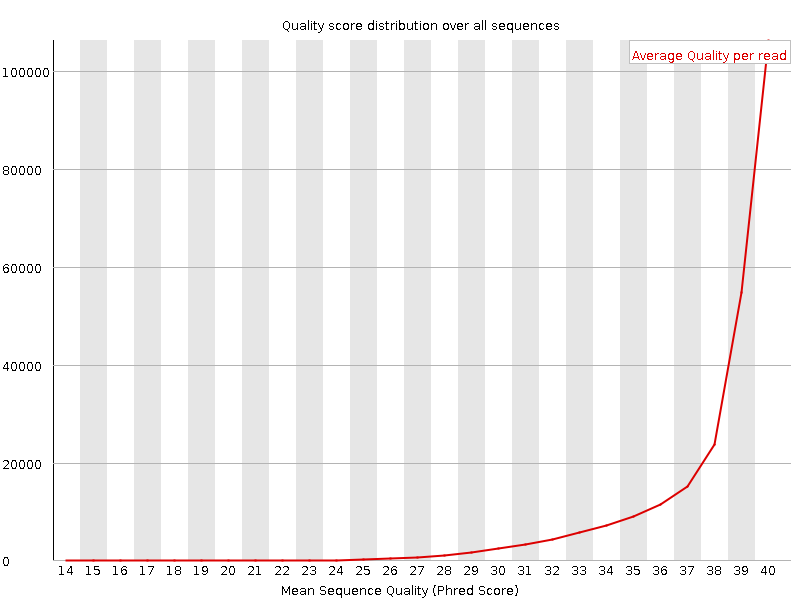 Quality score distribution over all sequences
Average Quality per read
100000
80000
60000
40000
20000
0
14 15 16 17 18 19 20 21 22 23 24 25 26 27 28 29 30 31 32 33 34 35 36 37 38 39 40
Mean Sequence Quality (Phred Score)